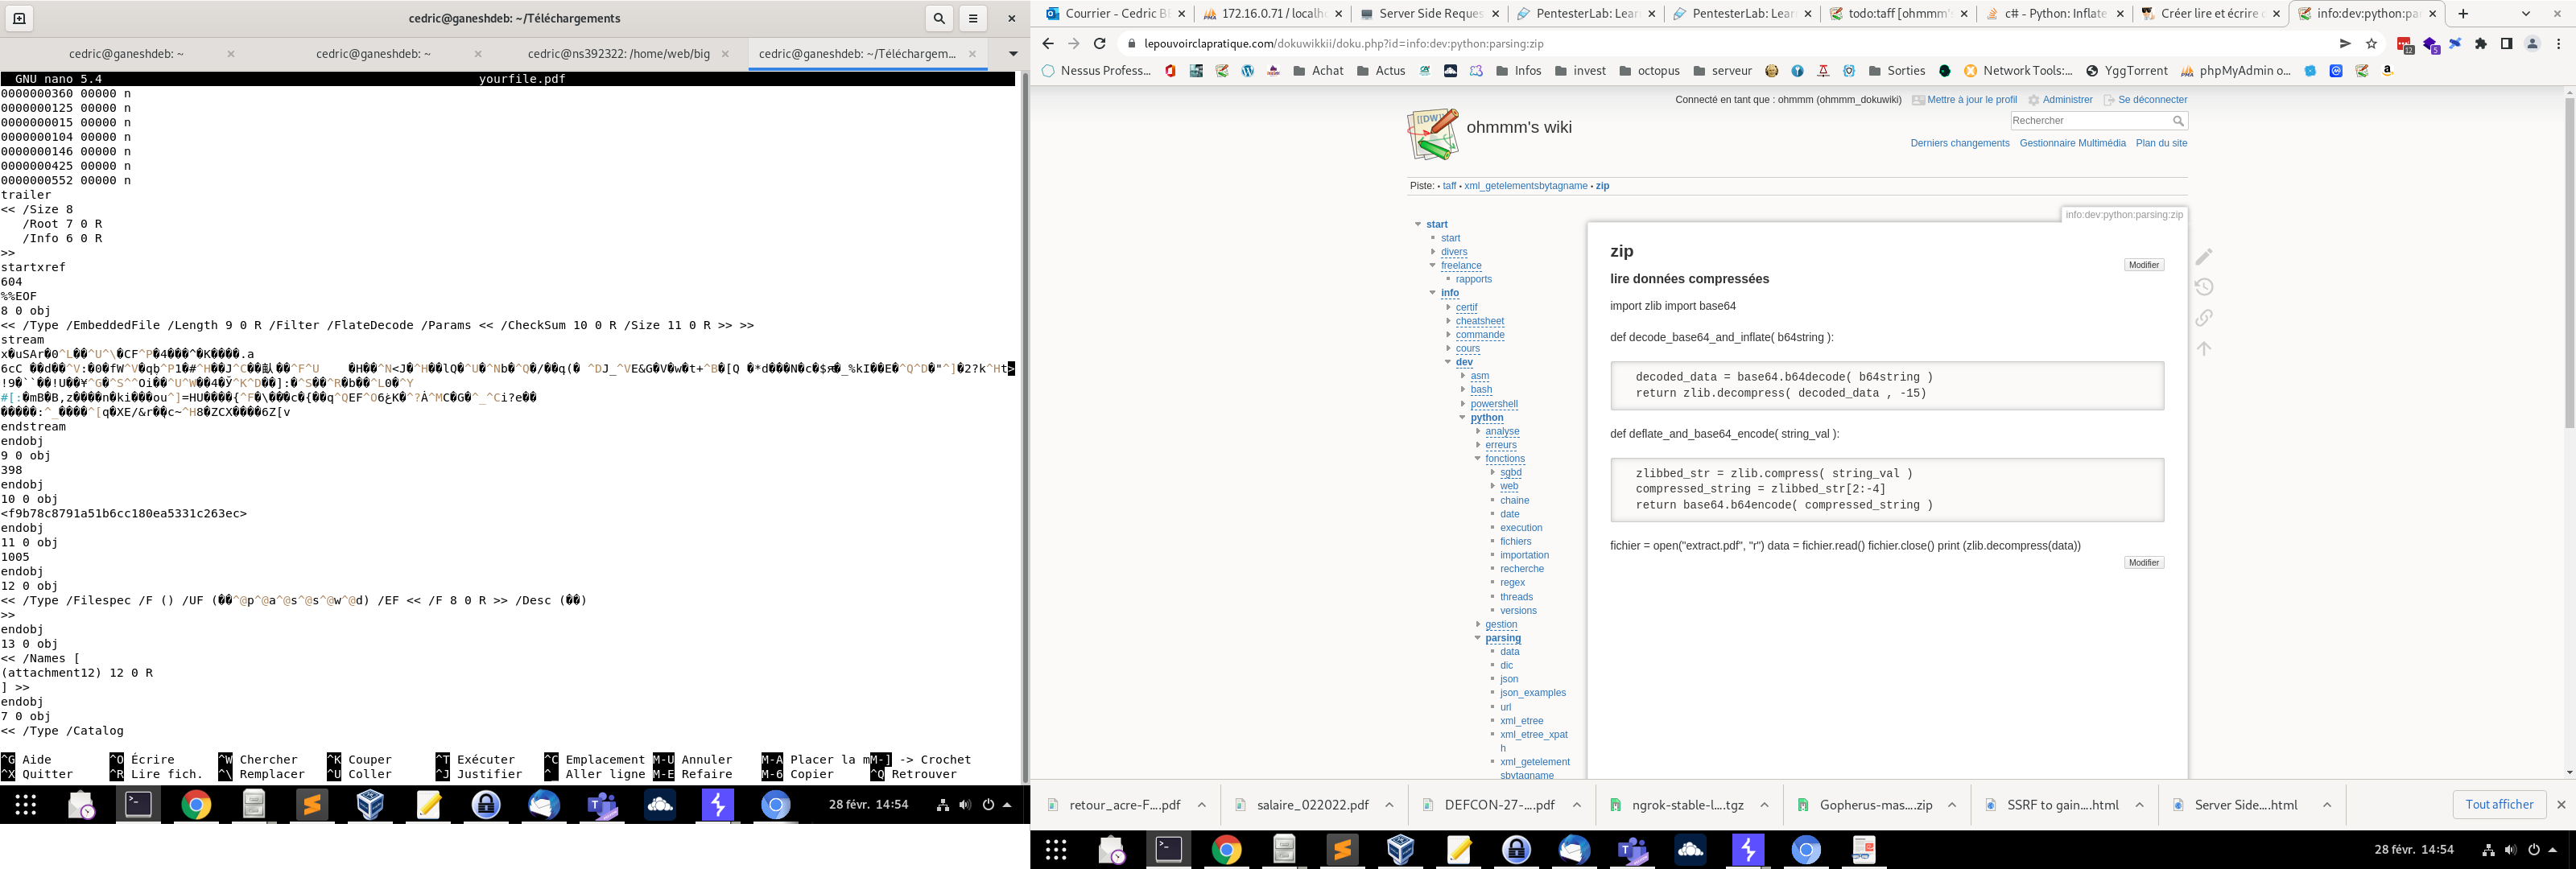 cedric@ganeshdeb: ~/Téléchargements
cedric@ganeshdeb: ~
cedric@ganeshdeb: ~
cedric@ns392322: /home/web/big
cedric@ganeshdeb: ~/Téléchargem...
GNU nano 5.4 yourfile.pdf
0000000360 00000 n
0000000125 00000 n
0000000015 00000 n
0000000104 00000 n
0000000146 00000 n
0000000425 00000 n
0000000552 00000 n
trailer
<< /Size 8
/Root 7 0 R
/Info 6 0 R
>>
startxref
604
%%EOF
8 0 obj
<< /Type /EmbeddedFile /Length 9 0 R /Filter /FlateDecode /Params << /CheckSum 10 0 R /Size 11 0 R >> >>
stream
endstream
endobj
9 0 obj
398
endobj
10 0 obj
<f9b78c8791a51b6cc180ea5331c263ec>
endobj
11 0 obj
1005
endobj
12 0 obj
<< /Type /Filespec /F () /UF (��^@p^@a^@s^@s^@w^@d) /EF << /F 8 0 R >> /Desc (��)
>>
endobj
13 0 obj
<< /Names [
(attachment12) 12 0 R
] >>
endobj
7 0 obj
<< /Type /Catalog
^G Aide ^O Écrire ^W Chercher ^K Couper ^T Exécuter ^C Emplacement M-U Annuler M-A Placer la m M-] -> Crochet
^X Quitter ^R Lire fich. ^\ Remplacer ^U Coller ^J Justifier ^_ Aller ligne M-E Refaire M-6 Copier ^Q Retrouver
28 févr. 14:54
Courrier - Cedric B
172.16.0.71 / localh
Server Side Reques
PentesterLab: Lear
PentesterLab: Lear
todo:taff [ohmmm's
c# - Python: Inflate
Créer lire et écrire c
info:dev:python:pa
lepouvoirclapratique.com/dokuwikkii/doku.php?id=info:dev:python:parsing:zip
12
5
Nessus Profess...
Achat
Actus
Infos
invest
octopus
serveur
Sorties
Network Tools:...
YggTorrent
phpMyAdmin o...
Connecté en tant que : ohmmm (ohmmm_dokuwiki) Mettre à jour le profil Administrer Se déconnecter
[[DW]]
ohmmm's wiki
Rechercher
Derniers changements Gestionnaire Multimédia Plan du site
Piste: • taff • xml_getelementsbytagname • zip
start
start
divers
freelance
rapports
info
certif
cheatsheet
commande
cours
dev
asm
bash
powershell
python
analyse
erreurs
fonctions
sgbd
web
chaine
date
execution
fichiers
importation
recherche
regex
threads
versions
gestion
parsing
data
dic
json
json_examples
url
xml_etree
xml_etree_xpat
h
xml_getelement
sbytagname
info:dev:python:parsing:zip
zip
Modifier
lire données compressées
import zlib import base64
def decode_base64_and_inflate( b64string ):
decoded_data = base64.b64decode( b64string )
return zlib.decompress( decoded_data , -15)
def deflate_and_base64_encode( string_val ):
zlibbed_str = zlib.compress( string_val )
compressed_string = zlibbed_str[2:-4]
return base64.b64encode( compressed_string )
fichier = open("extract.pdf", "r") data = fichier.read() fichier.close() print (zlib.decompress(data))
Modifier
retour_acre-F....pdf
salaire_022022.pdf
DEFCON-27-....pdf
ngrok-stable-l....tgz
Gopherus-mas....zip
SSRF to gain....html
Server Side....html
Tout afficher
28 févr. 14:54